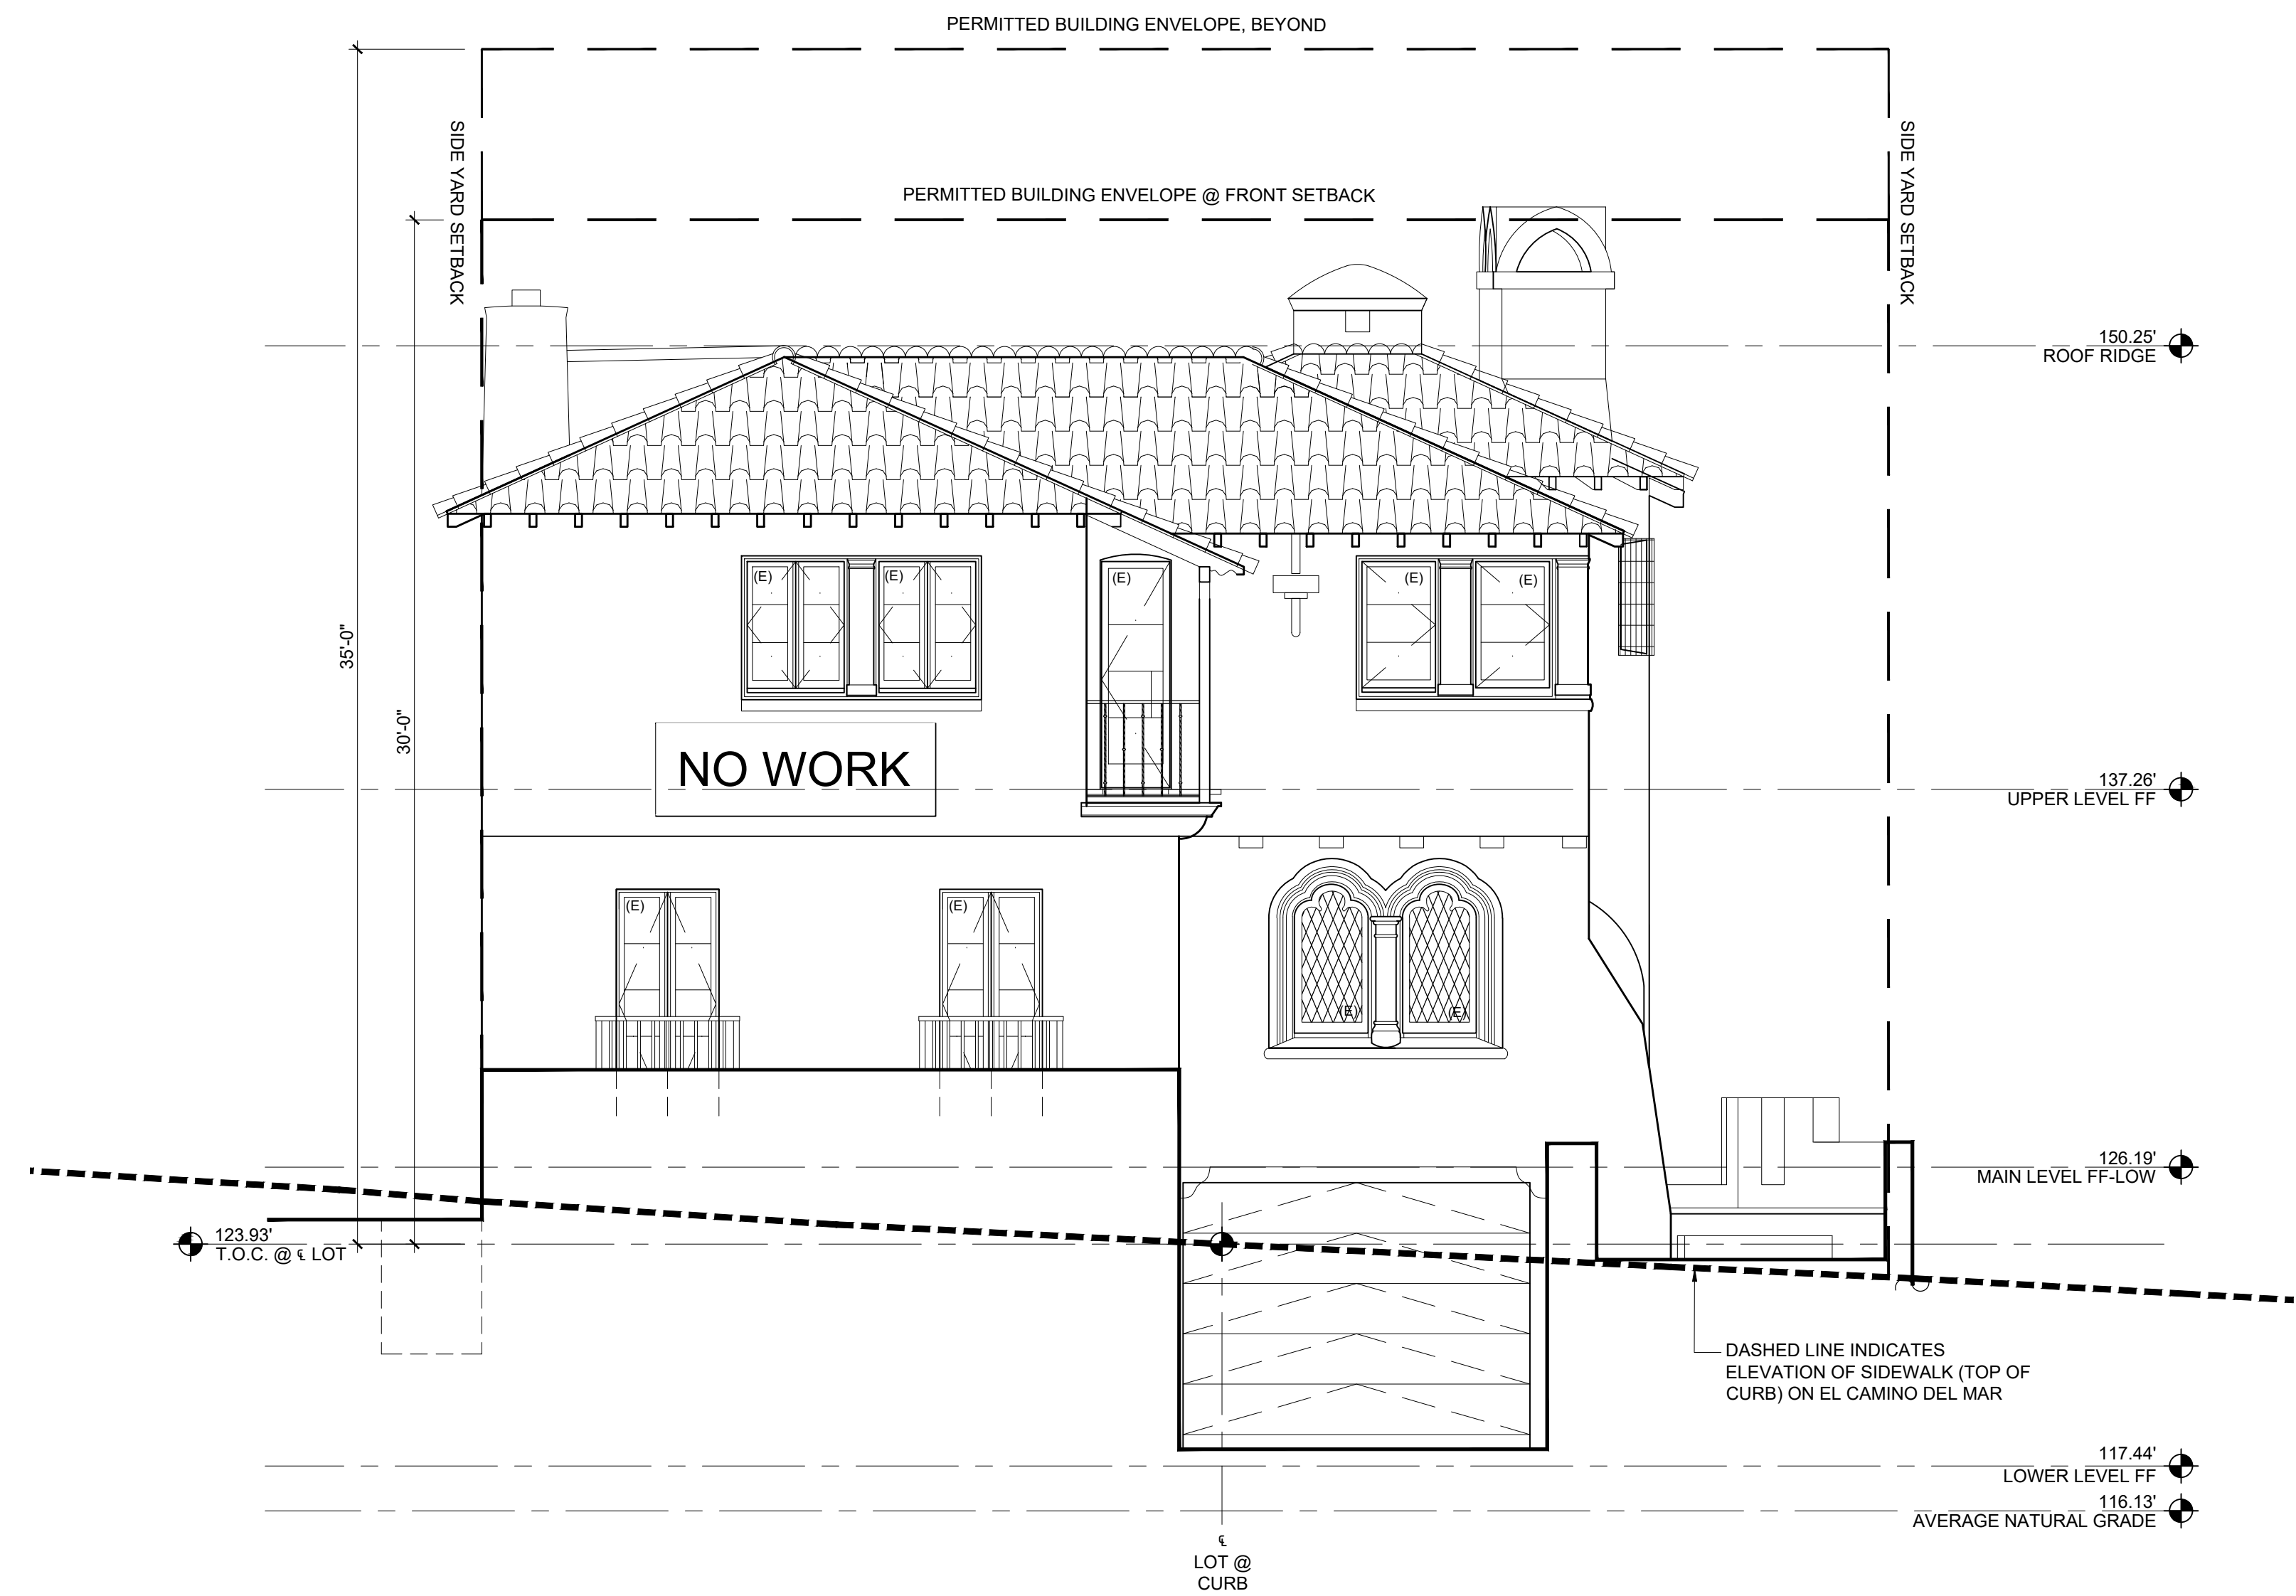 PERMITTED BUILDING ENVELOPE, BEYOND
SIDE YARD SETBACK
SIDE YARD SETBACK
PERMITTED BUILDING ENVELOPE @ FRONT SETBACK
150.25'
ROOF RIDGE
(E)
(E)
(E)
(E)
(E)
35'-0"
30'-0"
NO WORK
137.26'
UPPER LEVEL FF
(E)
(E)
(E)
(E)
126.19'
MAIN LEVEL FF-LOW
123.93'
T.O.C. @ ℄ LOT
DASHED LINE INDICATES
ELEVATION OF SIDEWALK (TOP OF
CURB) ON EL CAMINO DEL MAR
117.44'
LOWER LEVEL FF
116.13'
AVERAGE NATURAL GRADE
℄
LOT @
CURB